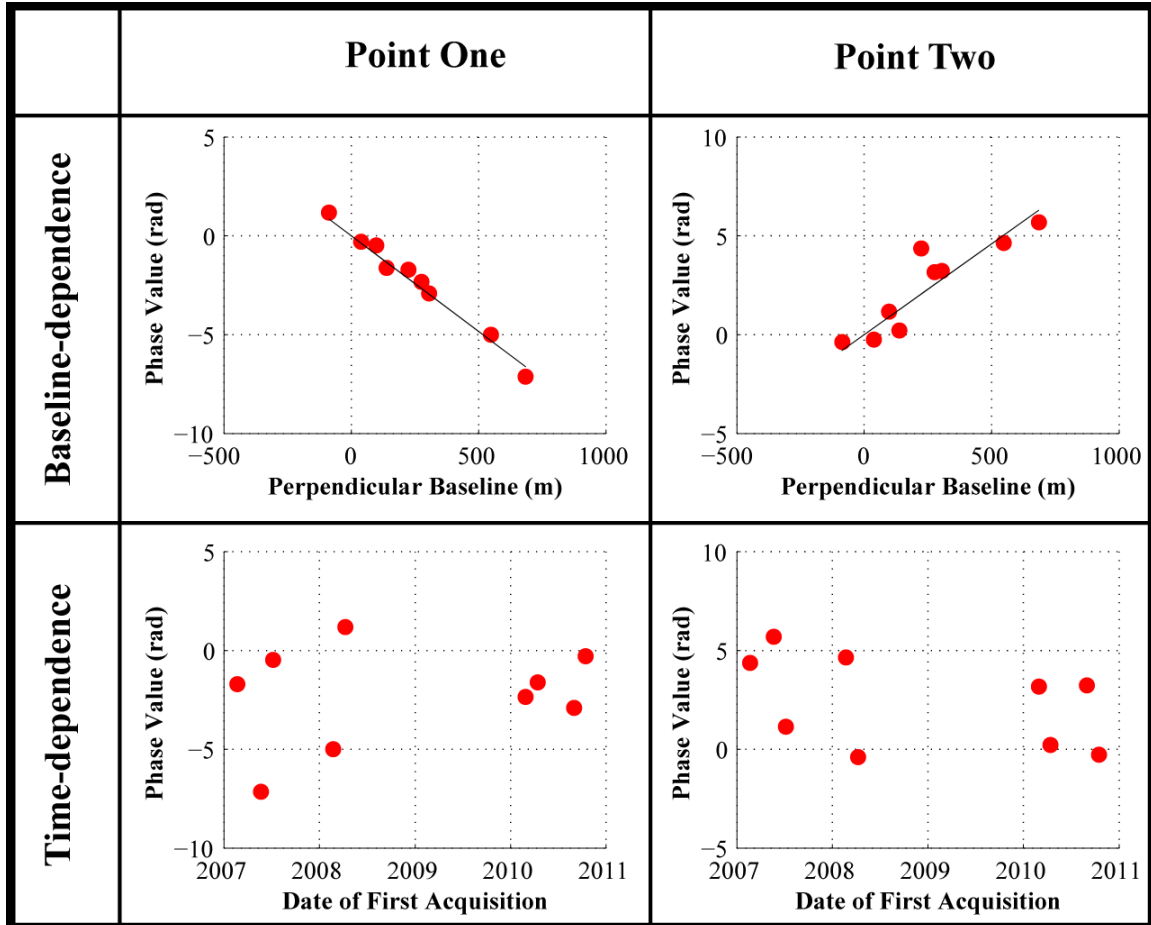 Point One
Point Two
Baseline-dependence
5
0
−5
−10
Phase Value (rad)
−500
0
500
1000
Perpendicular Baseline (m)
10
5
0
−5
Phase Value (rad)
−500
0
500
1000
Perpendicular Baseline (m)
Time-dependence
5
0
−5
−10
Phase Value (rad)
2007
2008
2009
2010
2011
Date of First Acquisition
10
5
0
−5
Phase Value (rad)
2007
2008
2009
2010
2011
Date of First Acquisition